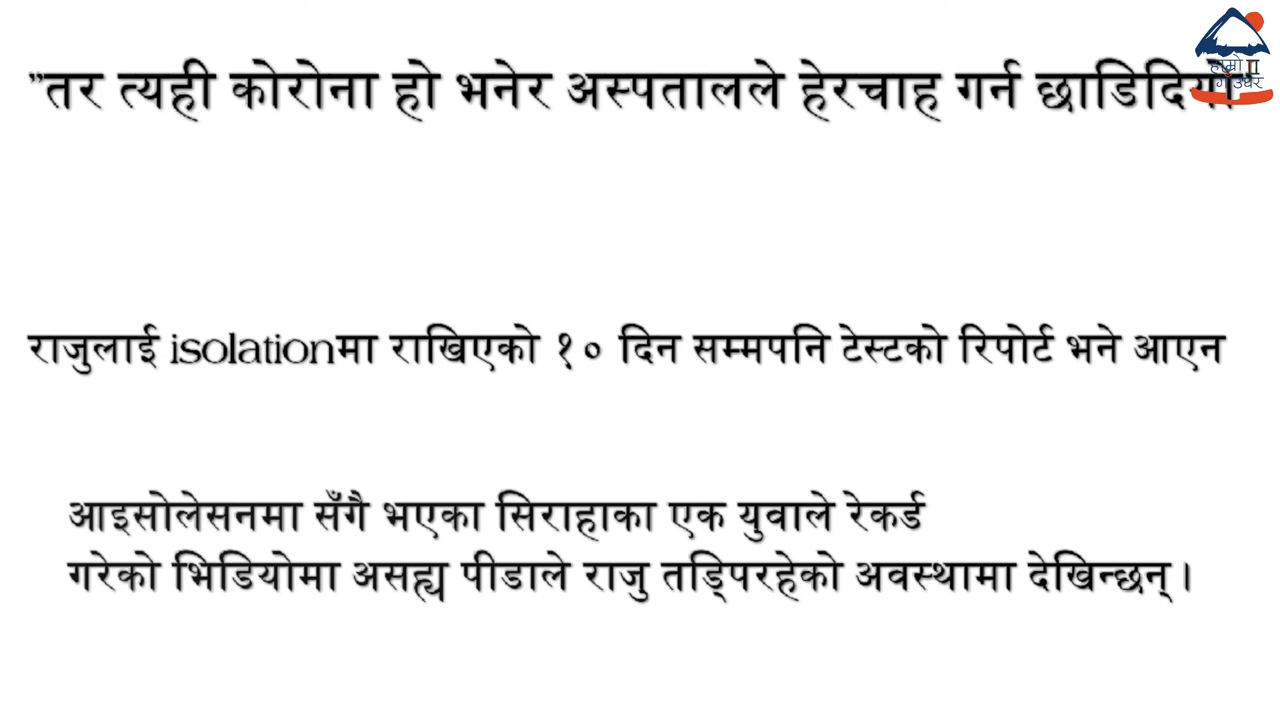 "तर त्यही कोरोना हो भनेर अस्पतालले हेरचाह गर्न छाडिदियो
राजुलाई isolationमा राखिएको १० दिन सम्मपनि टेस्टको रिपोर्ट भने आएन
आइसोलेसनमा सँगै भएका सिराहाका एक युवाले रेकर्ड
गरेको भिडियोमा असह्य पीडाले राजु तड्पिरहेको अवस्थामा देखिन्छन्।
हाम्रो